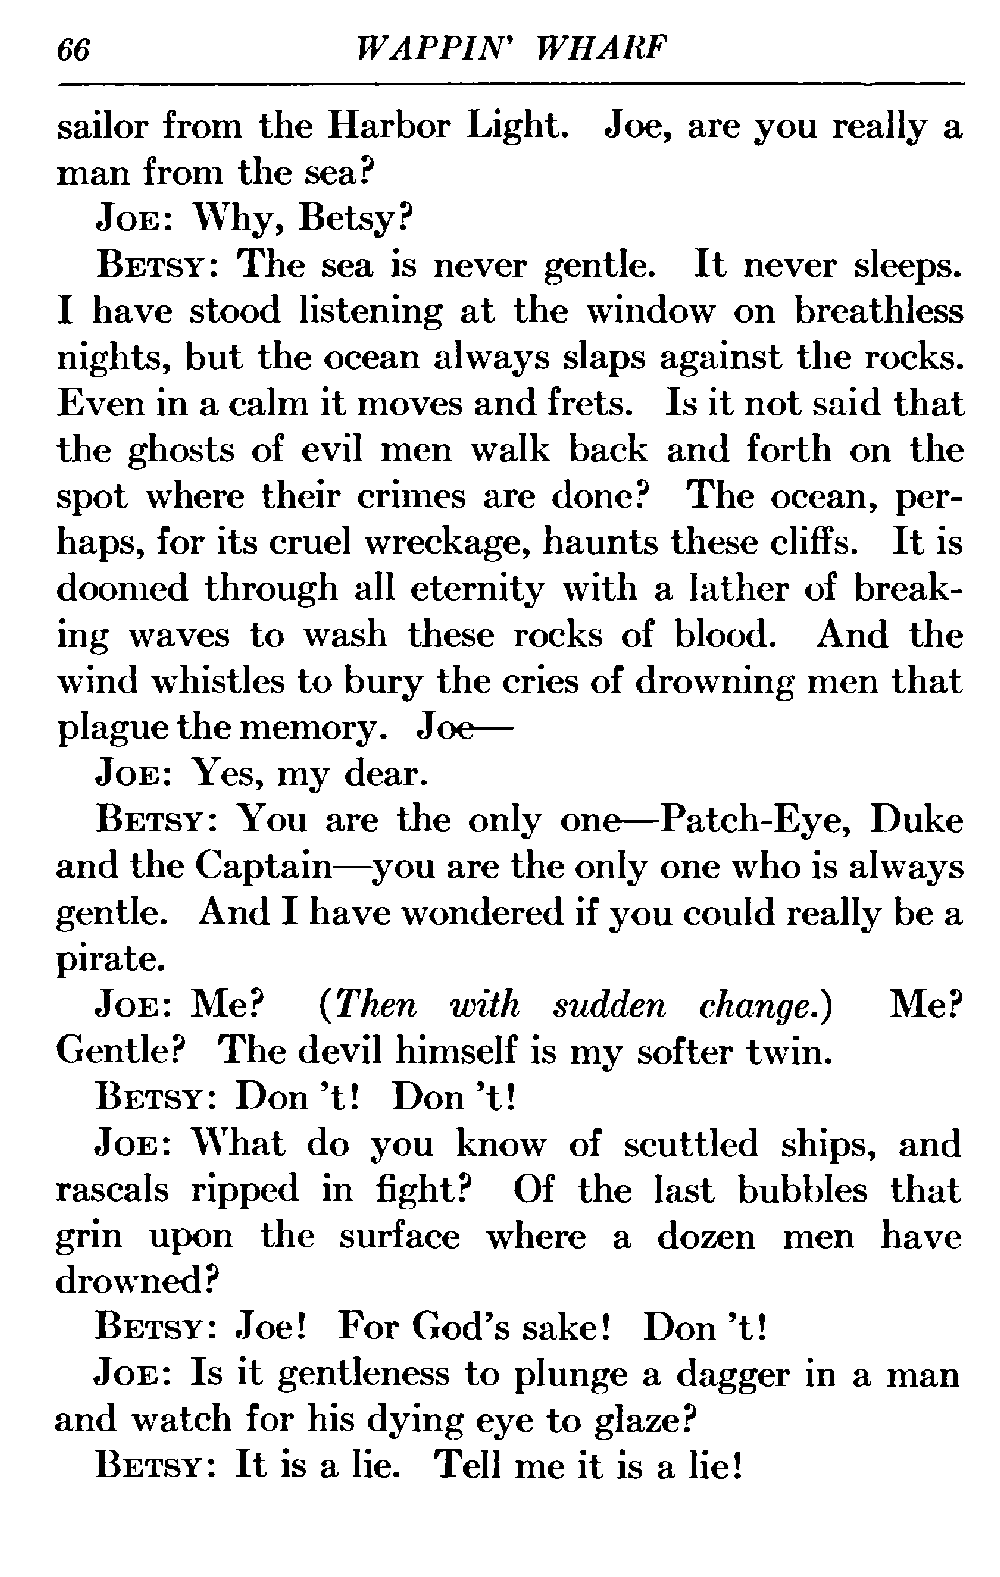 66 WAPPIN' WHARF
sailor from the Harbor Light. Joe, are you really a
man from the sea?
JOE: Why, Betsy?
BETSY: The sea is never gentle. It never sleeps.
I have stood listening at the window on breathless
nights, but the ocean always slaps against the rocks.
Even in a calm it moves and frets. Is it not said that
the ghosts of evil men walk back and forth on the
spot where their crimes are done? The ocean, per-
haps, for its cruel wreckage, haunts these cliffs. It is
doomed through all eternity with a lather of break-
ing waves to wash these rocks of blood. And the
wind whistles to bury the cries of drowning men that
plague the memory. Joe—
JOE: Yes, my dear.
BETSY: You are the only one—Patch-Eye, Duke
and the Captain—you are the only one who is always
gentle. And I have wondered if you could really be a
pirate.
JOE: Me? (Then with sudden change.) Me?
Gentle? The devil himself is my softer twin.
BETSY: Don 't! Don 't!
JOE: What do you know of scuttled ships, and
rascals ripped in fight? Of the last bubbles that
grin upon the surface where a dozen men have
drowned?
BETSY: Joe! For God's sake! Don 't!
JOE: Is it gentleness to plunge a dagger in a man
and watch for his dying eye to glaze?
BETSY: It is a lie. Tell me it is a lie!